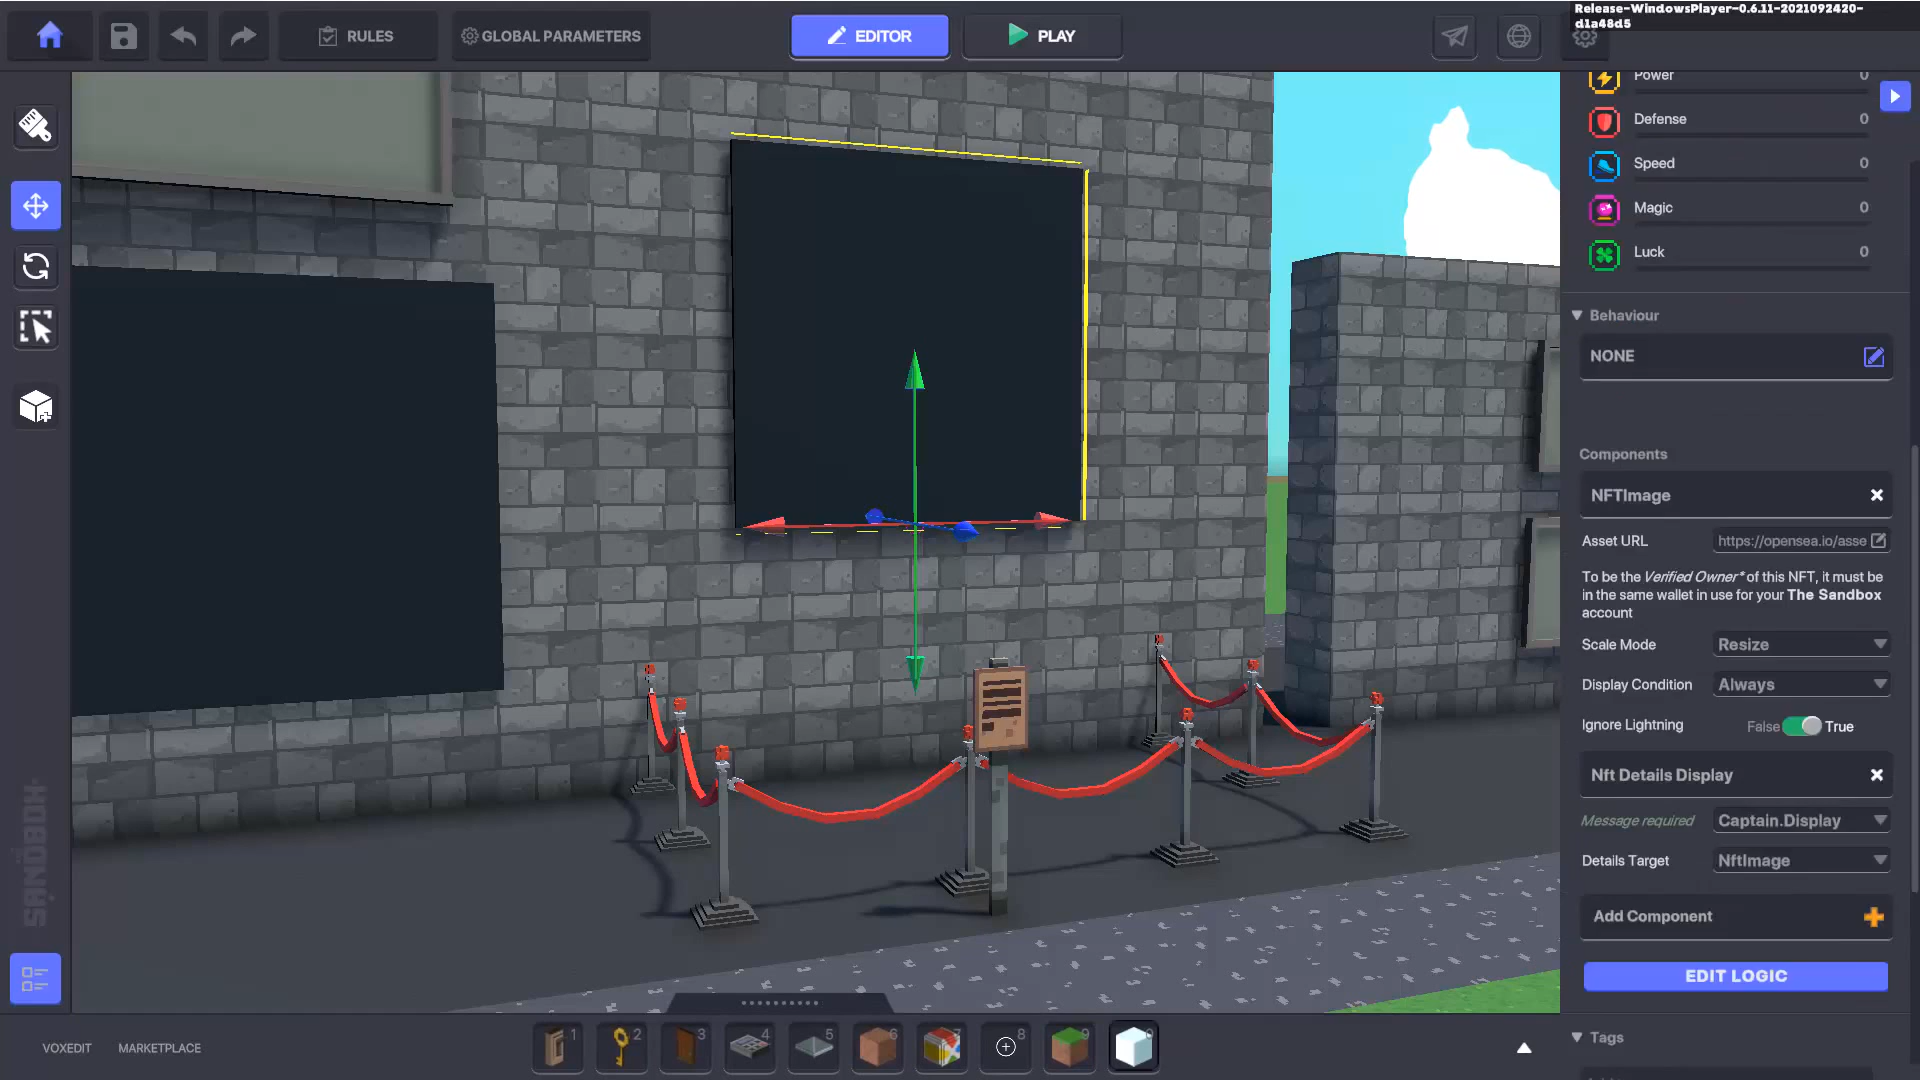 Release-WindowsPlayer-0.6.11-2021092420-
d1a48d5
RULES
GLOBAL PARAMETERS
EDITOR
PLAY
Power 0
Defense 0
Speed 0
Magic 0
Luck 0
Behaviour
NONE
Components
NFTImage
Asset URL https://opensea.io/asse
To be the Verified Owner* of this NFT, it must be
in the same wallet in use for your The Sandbox
account
Scale Mode Resize
Display Condition Always
Ignore Lightning False True
Nft Details Display
Message required Captain.Display
Details Target NftImage
Add Component
EDIT LOGIC
Tags
THE SANDBOX
VOXEDIT
MARKETPLACE
1 2 3 4 5 6 7 8 9 0